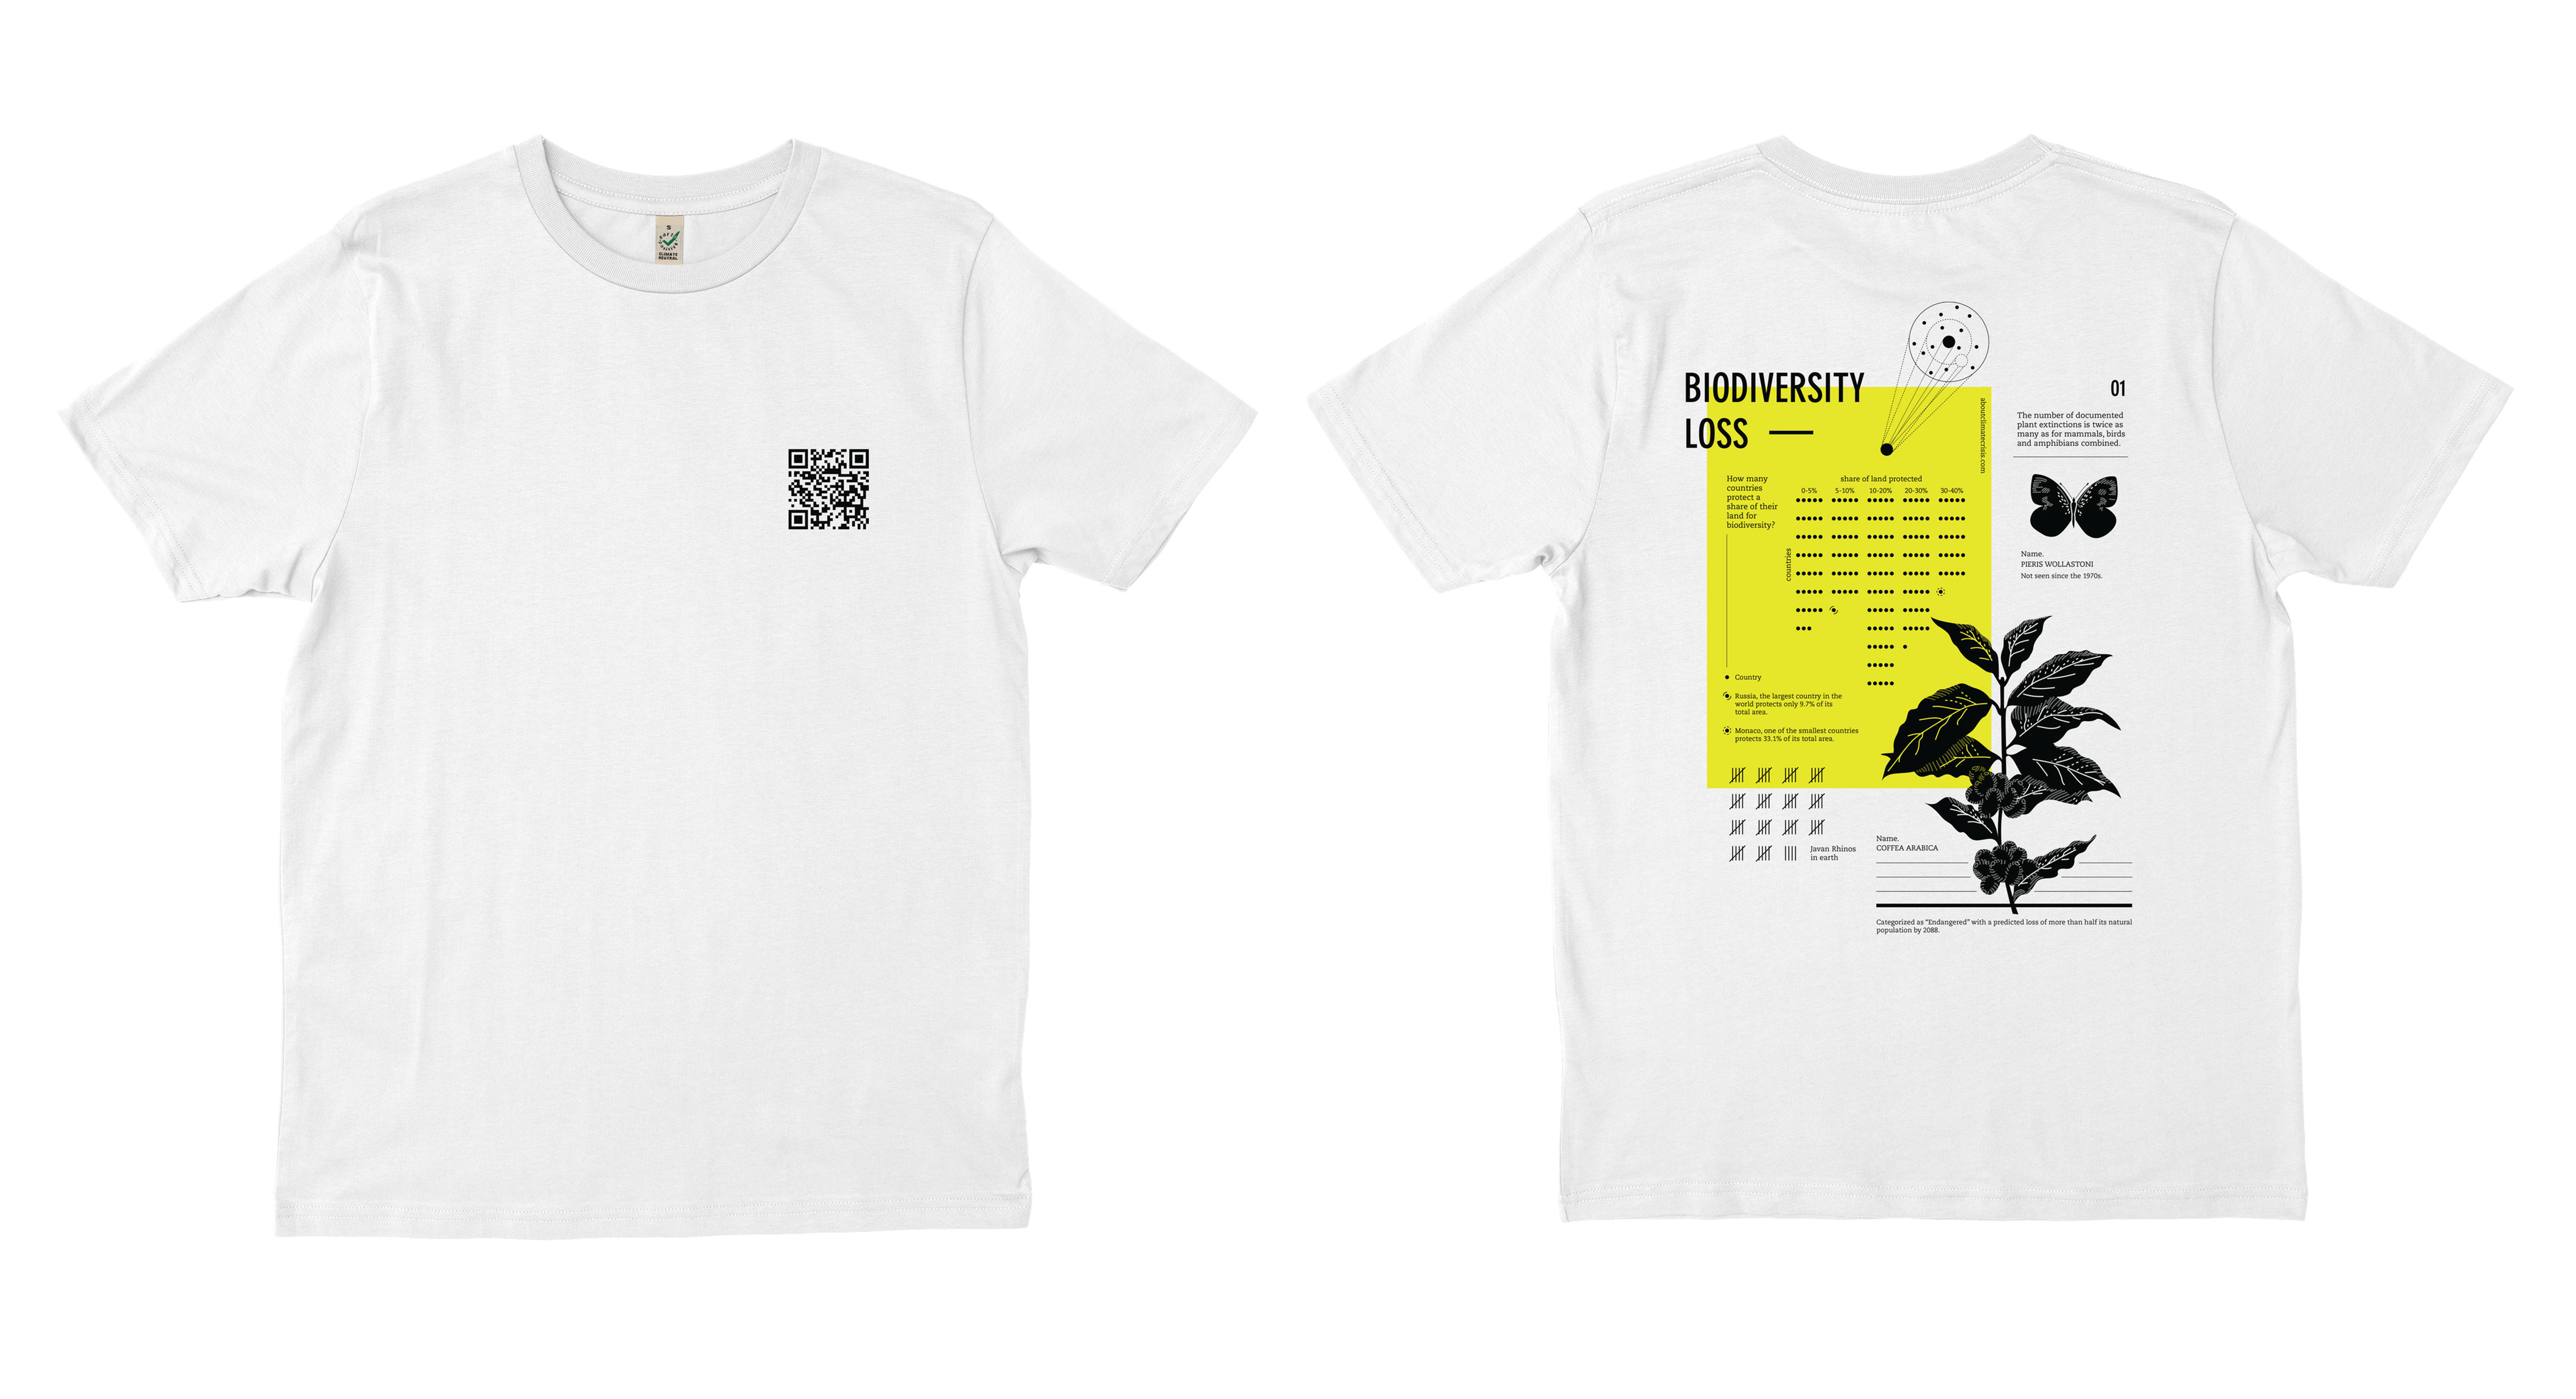 S
CLIMATE
NEUTRAL
BIODIVERSITY
LOSS
aboutclimatecrisis.com
01
The number of documented
plant extinctions is twice as
many as for mammals, birds
and amphibians combined.
Name.
PIERIS WOLLASTONI
Not seen since the 1970s.
How many
countries
protect a
share of their
land for
biodiversity?
share of land protected
0-5% 5-10% 10-20% 20-30% 30-40%
countries
Country
Russia, the largest country in the
world protects only 9.7% of its
total area.
Monaco, one of the smallest countries
protects 33.1% of its total area.
Javan Rhinos
in earth
Name.
COFFEA ARABICA
Categorized as "Endangered" with a predicted loss of more than half its natural
population by 2088.